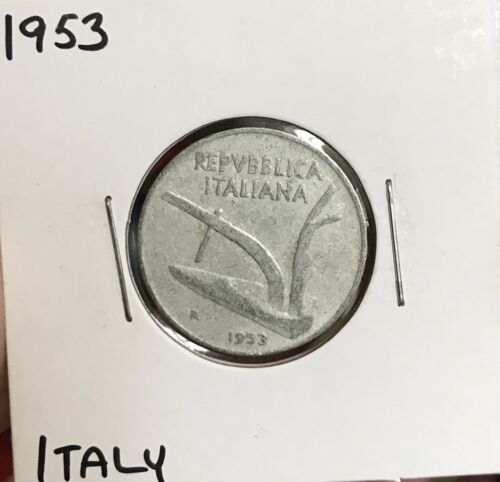 1953
REPVBBLICA
ITALIANA
R
1953
ITALY